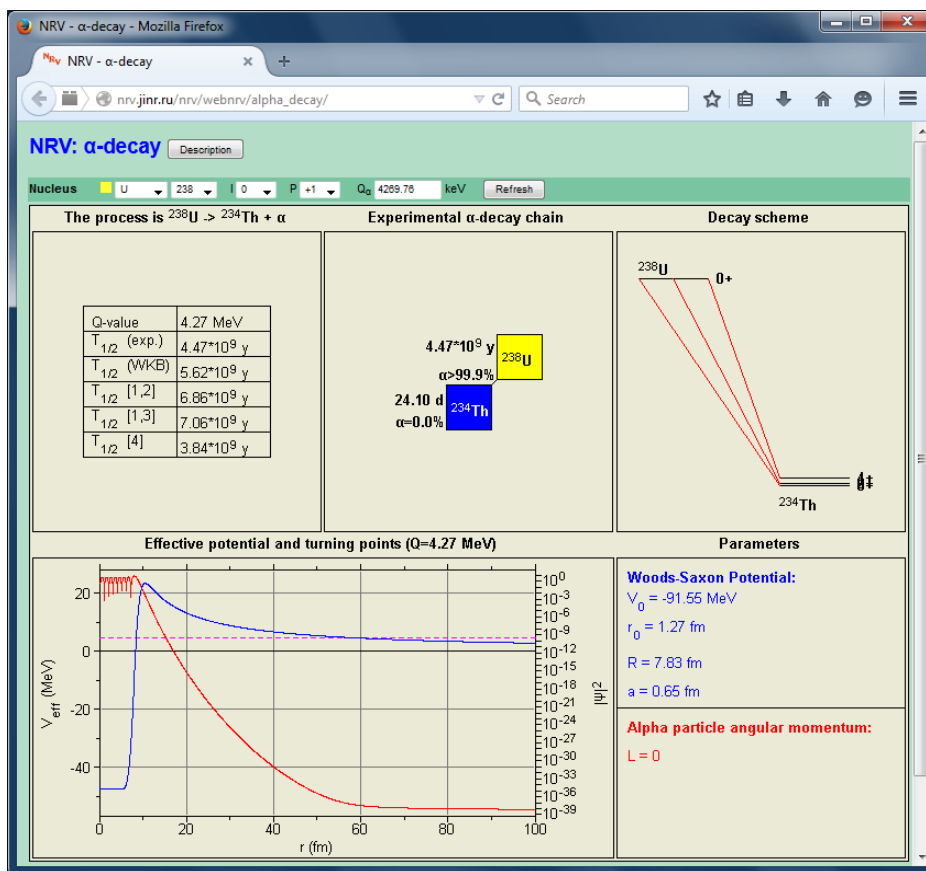 NRV - α-decay - Mozilla Firefox
NRV NRV - α-decay
nrv.jinr.ru/nrv/webnrv/alpha_decay/
Search
NRV: α-decay Description
Nucleus U 238 I 0 P +1 Qα 4269.76 keV Refresh
The process is ²³⁸U -> ²³⁴Th + α
Q-value 4.27 MeV
T1/2 (exp.) 4.47*10⁹ y
T1/2 (WKB) 5.62*10⁹ y
T1/2 [1,2] 6.86*10⁹ y
T1/2 [1,3] 7.06*10⁹ y
T1/2 [4] 3.84*10⁹ y
Experimental α-decay chain
4.47*10⁹ y
²³⁸U
α>99.9%
24.10 d
²³⁴Th
α=0.0%
Decay scheme
²³⁸U
0+
²³⁴Th
Effective potential and turning points (Q=4.27 MeV)
Veff (MeV)
20
0
-20
-40
0 20 40 60 80 100
r (fm)
10⁰
10⁻³
10⁻⁶
10⁻⁹
10⁻¹²
10⁻¹⁵
10⁻¹⁸
10⁻²¹
10⁻²⁴
10⁻²⁷
10⁻³⁰
10⁻³³
10⁻³⁶
10⁻³⁹
|Ψ|²
Parameters
Woods-Saxon Potential:
V₀ = -91.55 MeV
r₀ = 1.27 fm
R = 7.83 fm
a = 0.65 fm
Alpha particle angular momentum:
L = 0